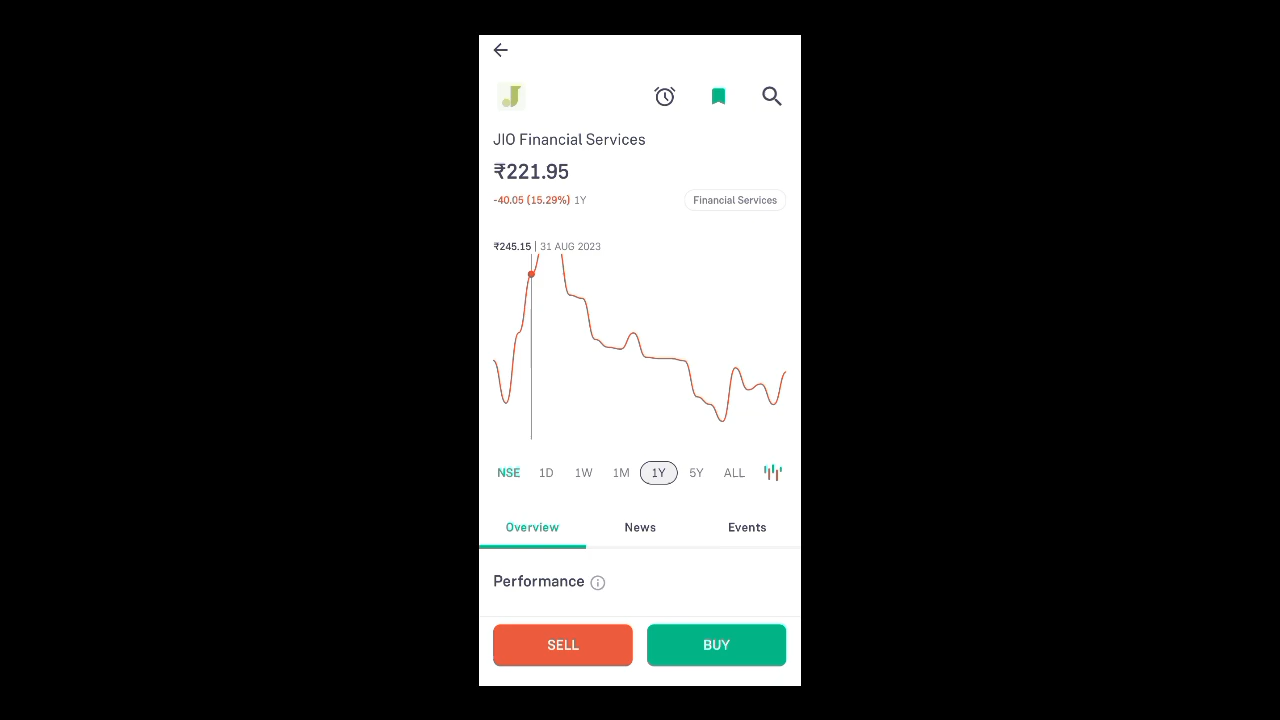 JIO Financial Services
₹221.95
-40.05 (15.29%) 1Y
Financial Services
₹245.15 | 31 AUG 2023
NSE 1D 1W 1M 1Y 5Y ALL
Overview News Events
Performance
SELL BUY